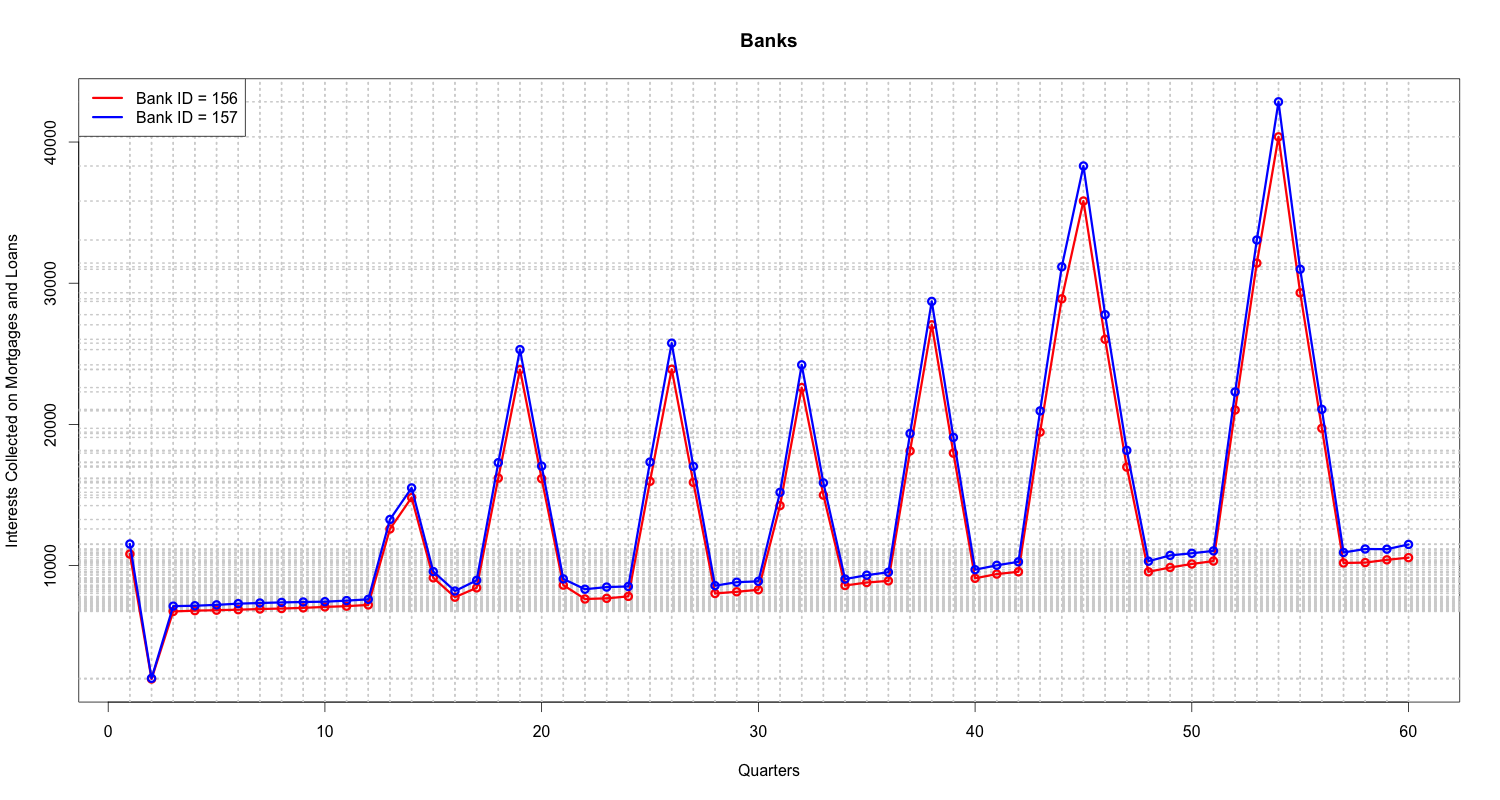 Banks
Bank ID = 156
Bank ID = 157
Interests Collected on Mortgages and Loans
40000
30000
20000
10000
0 10 20 30 40 50 60
Quarters